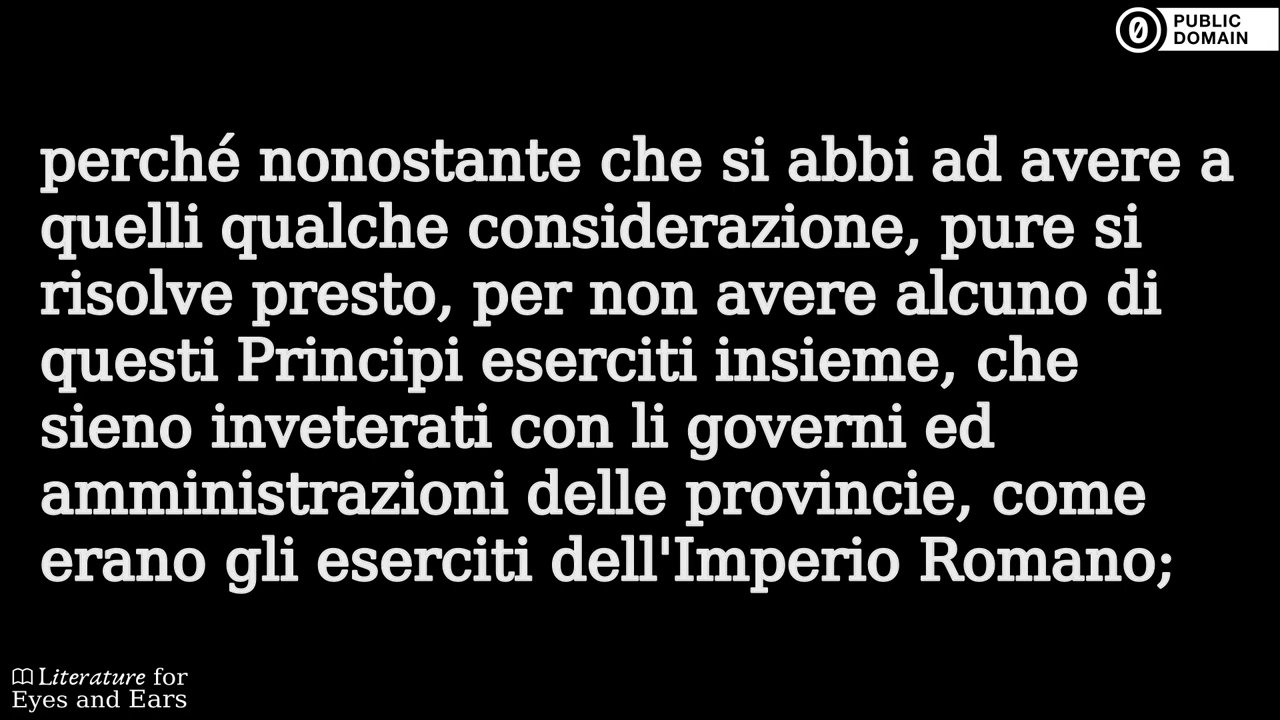 PUBLIC
DOMAIN
perché nonostante che si abbi ad avere a
quelli qualche considerazione, pure si
risolve presto, per non avere alcuno di
questi Principi eserciti insieme, che
sieno inveterati con li governi ed
amministrazioni delle provincie, come
erano gli eserciti dell'Imperio Romano;
Literature for
Eyes and Ears